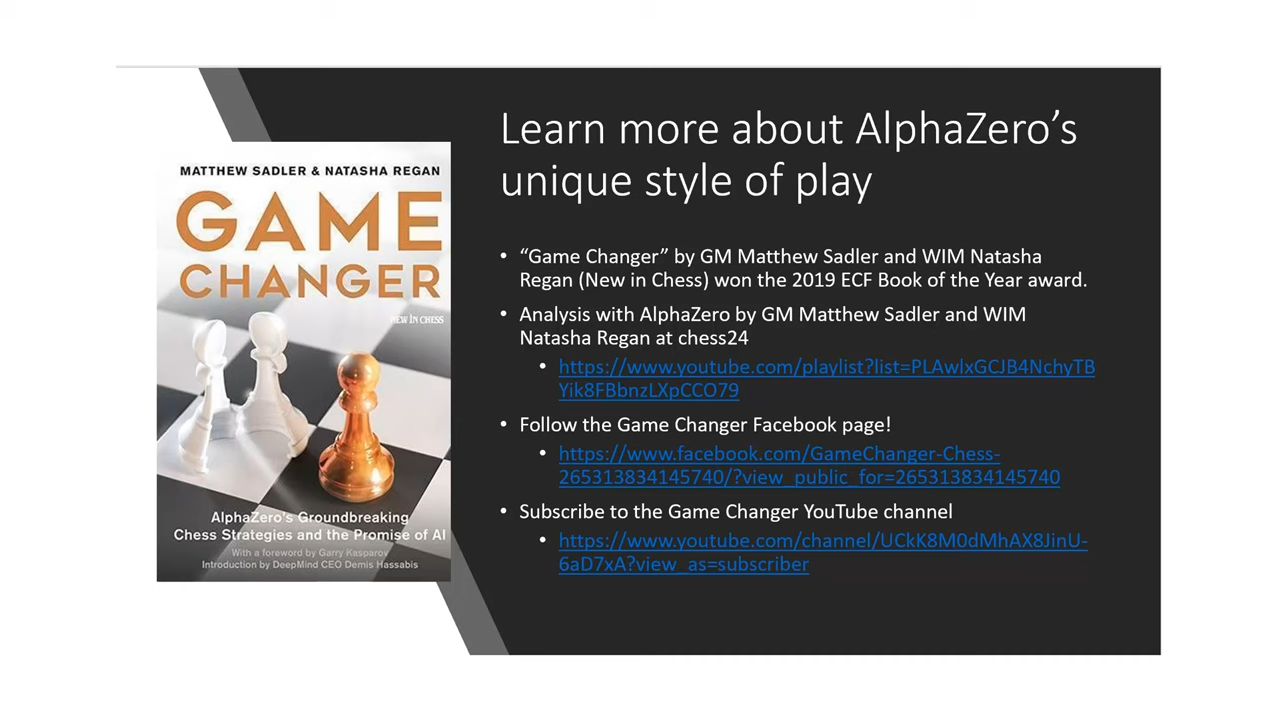 MATTHEW SADLER & NATASHA REGAN
GAME
CHANGER
NEW IN CHESS
AlphaZero's Groundbreaking
Chess Strategies and the Promise of AI
With a foreword by Garry Kasparov
Introduction by DeepMind CEO Demis Hassabis
Learn more about AlphaZero’s
unique style of play
• “Game Changer” by GM Matthew Sadler and WIM Natasha
Regan (New in Chess) won the 2019 ECF Book of the Year award.
• Analysis with AlphaZero by GM Matthew Sadler and WIM
Natasha Regan at chess24
• https://www.youtube.com/playlist?list=PLAwlxGCJB4NchyTB
Yik8FBbnzLXpCCO79
• Follow the Game Changer Facebook page!
• https://www.facebook.com/GameChanger-Chess-
265313834145740/?view_public_for=265313834145740
• Subscribe to the Game Changer YouTube channel
• https://www.youtube.com/channel/UCkK8M0dMhAX8JinU-
6aD7xA?view_as=subscriber